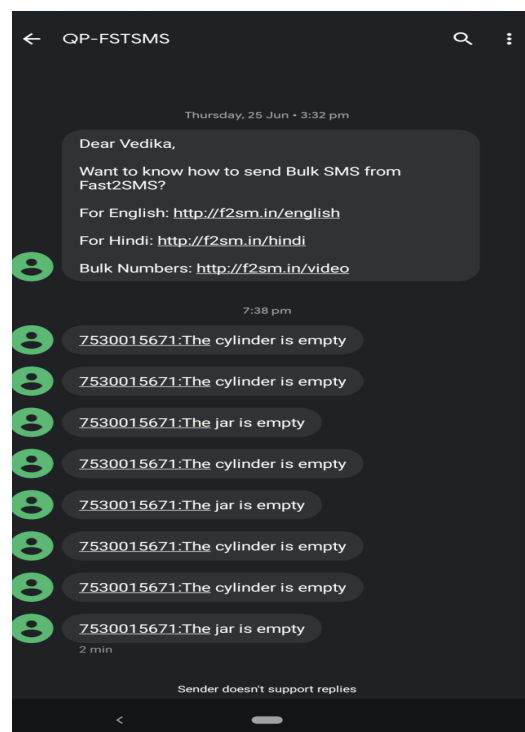 QP-FSTSMS
Thursday, 25 Jun • 3:32 pm
Dear Vedika,
Want to know how to send Bulk SMS from
Fast2SMS?
For English: http://f2sm.in/english
For Hindi: http://f2sm.in/hindi
Bulk Numbers: http://f2sm.in/video
7:38 pm
7530015671:The cylinder is empty
7530015671:The cylinder is empty
7530015671:The jar is empty
7530015671:The cylinder is empty
7530015671:The jar is empty
7530015671:The cylinder is empty
7530015671:The cylinder is empty
7530015671:The jar is empty
2 min
Sender doesn't support replies